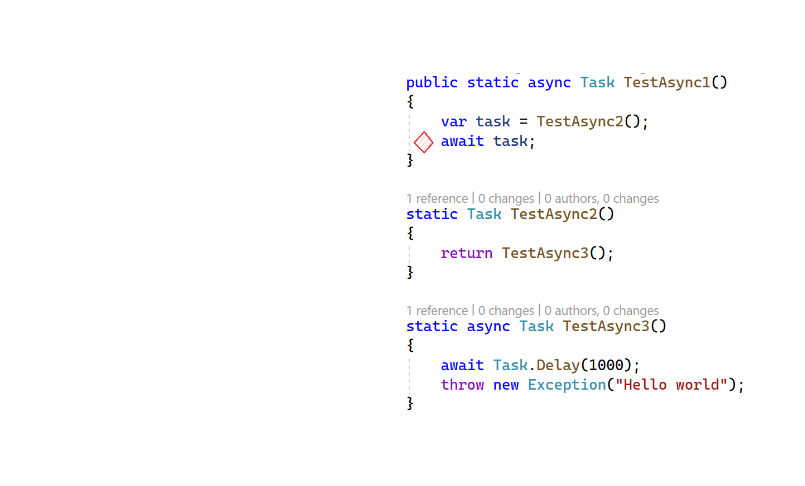 public static async Task TestAsync1()
{
var task = TestAsync2();
await task;
}
1 reference | 0 changes | 0 authors, 0 changes
static Task TestAsync2()
{
return TestAsync3();
}
1 reference | 0 changes | 0 authors, 0 changes
static async Task TestAsync3()
{
await Task.Delay(1000);
throw new Exception("Hello world");
}